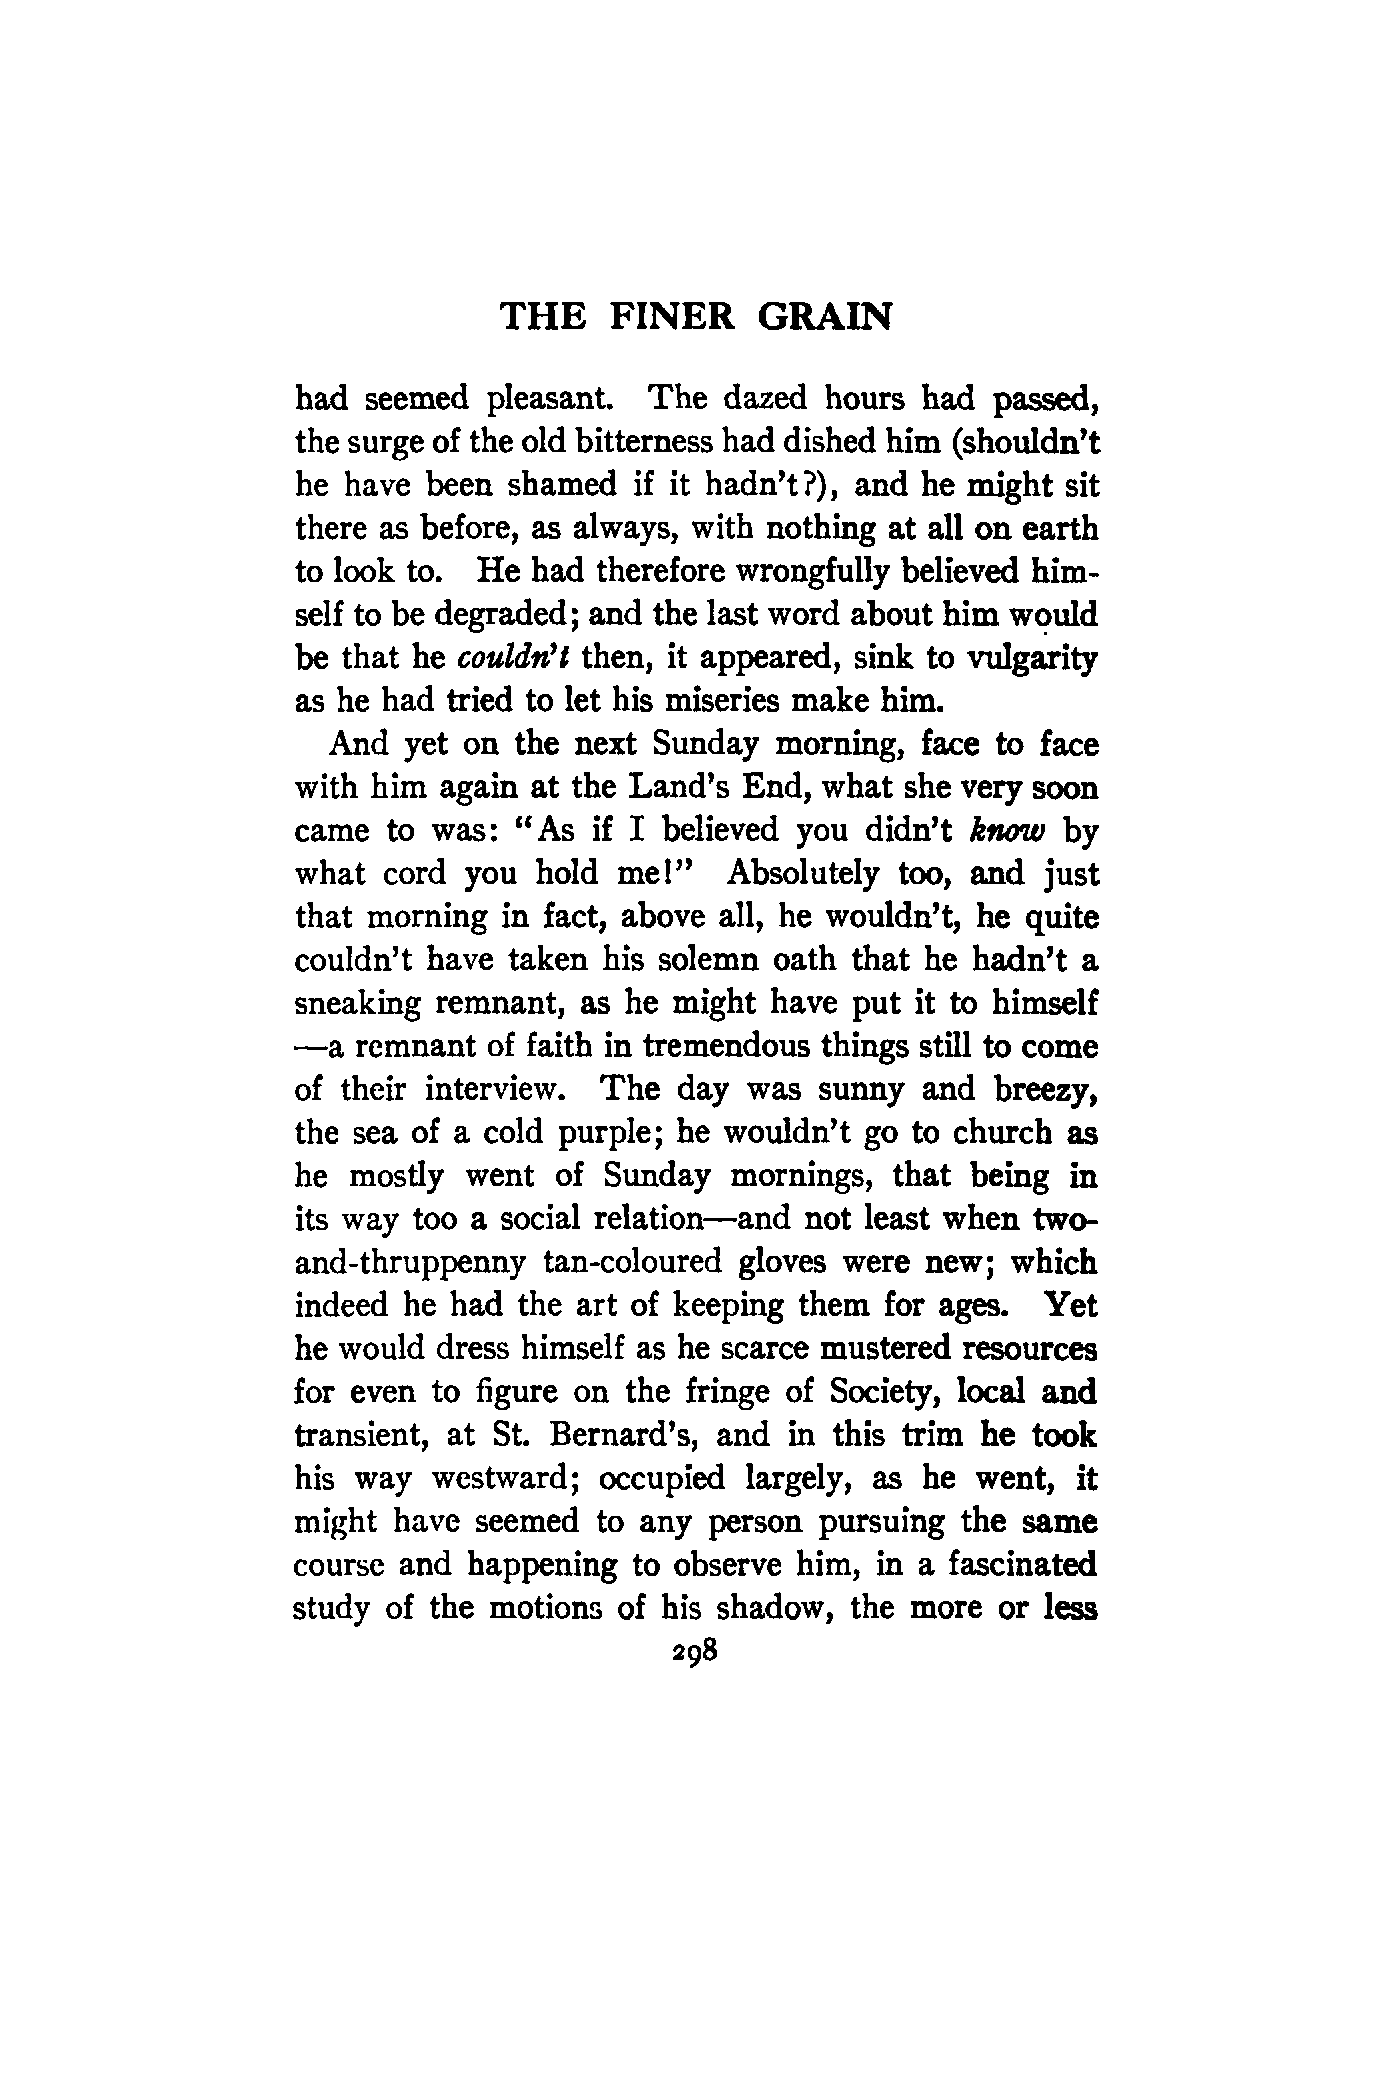 THE FINER GRAIN
had seemed pleasant. The dazed hours had passed,
the surge of the old bitterness had dished him (shouldn't
he have been shamed if it hadn't?), and he might sit
there as before, as always, with nothing at all on earth
to look to. He had therefore wrongfully believed him-
self to be degraded; and the last word about him would
be that he couldn't then, it appeared, sink to vulgarity
as he had tried to let his miseries make him.
And yet on the next Sunday morning, face to face
with him again at the Land's End, what she very soon
came to was: "As if I believed you didn't know by
what cord you hold me!" Absolutely too, and just
that morning in fact, above all, he wouldn't, he quite
couldn't have taken his solemn oath that he hadn't a
sneaking remnant, as he might have put it to himself
—a remnant of faith in tremendous things still to come
of their interview. The day was sunny and breezy,
the sea of a cold purple; he wouldn't go to church as
he mostly went of Sunday mornings, that being in
its way too a social relation—and not least when two-
and-thruppenny tan-coloured gloves were new; which
indeed he had the art of keeping them for ages. Yet
he would dress himself as he scarce mustered resources
for even to figure on the fringe of Society, local and
transient, at St. Bernard's, and in this trim he took
his way westward; occupied largely, as he went, it
might have seemed to any person pursuing the same
course and happening to observe him, in a fascinated
study of the motions of his shadow, the more or less
298